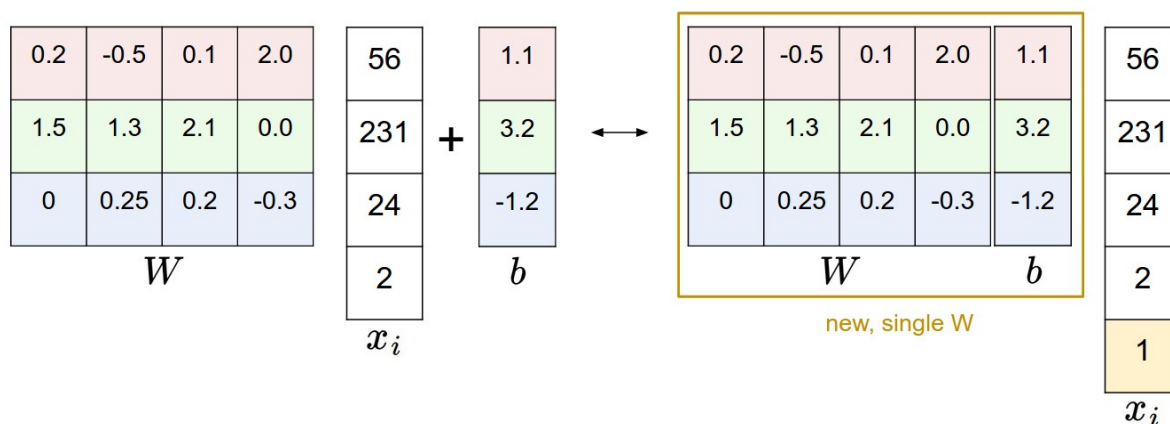 0.2 -0.5 0.1 2.0 56 1.1 0.2 -0.5 0.1 2.0 1.1 56
1.5 1.3 2.1 0.0 231 + 3.2 ↔ 1.5 1.3 2.1 0.0 3.2 231
0 0.25 0.2 -0.3 24 -1.2 0 0.25 0.2 -0.3 -1.2 24
W 2 b W b 2
new, single W
x_i 1
x_i